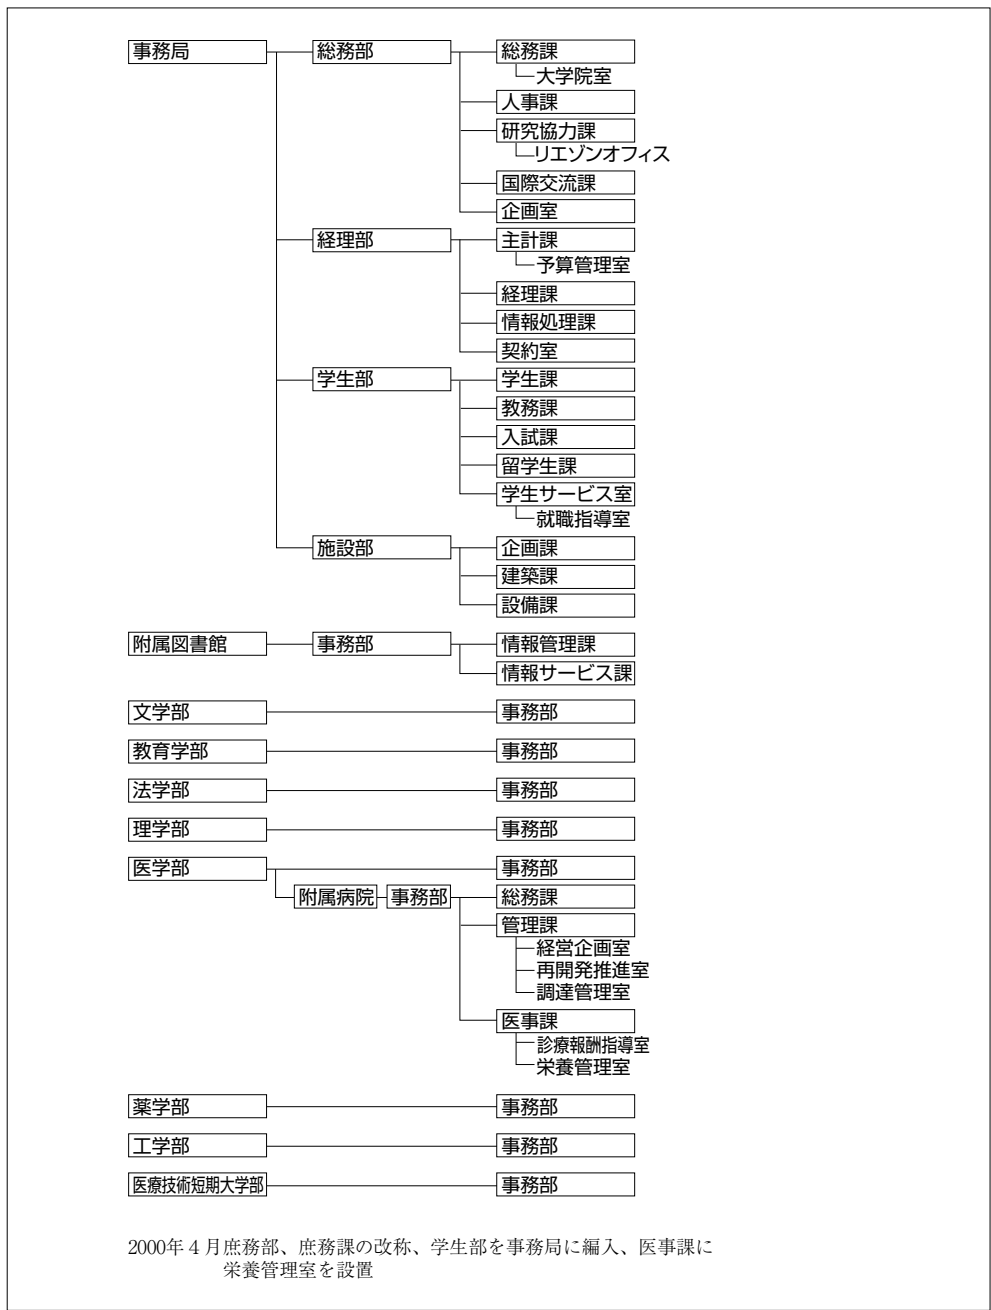 事務局 総務部 総務課
大学院室
人事課
研究協力課
リエゾンオフィス
国際交流課
企画室
経理部 主計課
予算管理室
経理課
情報処理課
契約室
学生部 学生課
教務課
入試課
留学生課
学生サービス室
就職指導室
施設部 企画課
建築課
設備課
附属図書館 事務部 情報管理課
情報サービス課
文学部 事務部
教育学部 事務部
法学部 事務部
理学部 事務部
医学部 事務部
附属病院 事務部 総務課
管理課
経営企画室
再開発推進室
調達管理室
医事課
診療報酬指導室
栄養管理室
薬学部 事務部
工学部 事務部
医療技術短期大学部 事務部
2000年4月庶務部、庶務課の改称、学生部を事務局に編入、医事課に
栄養管理室を設置